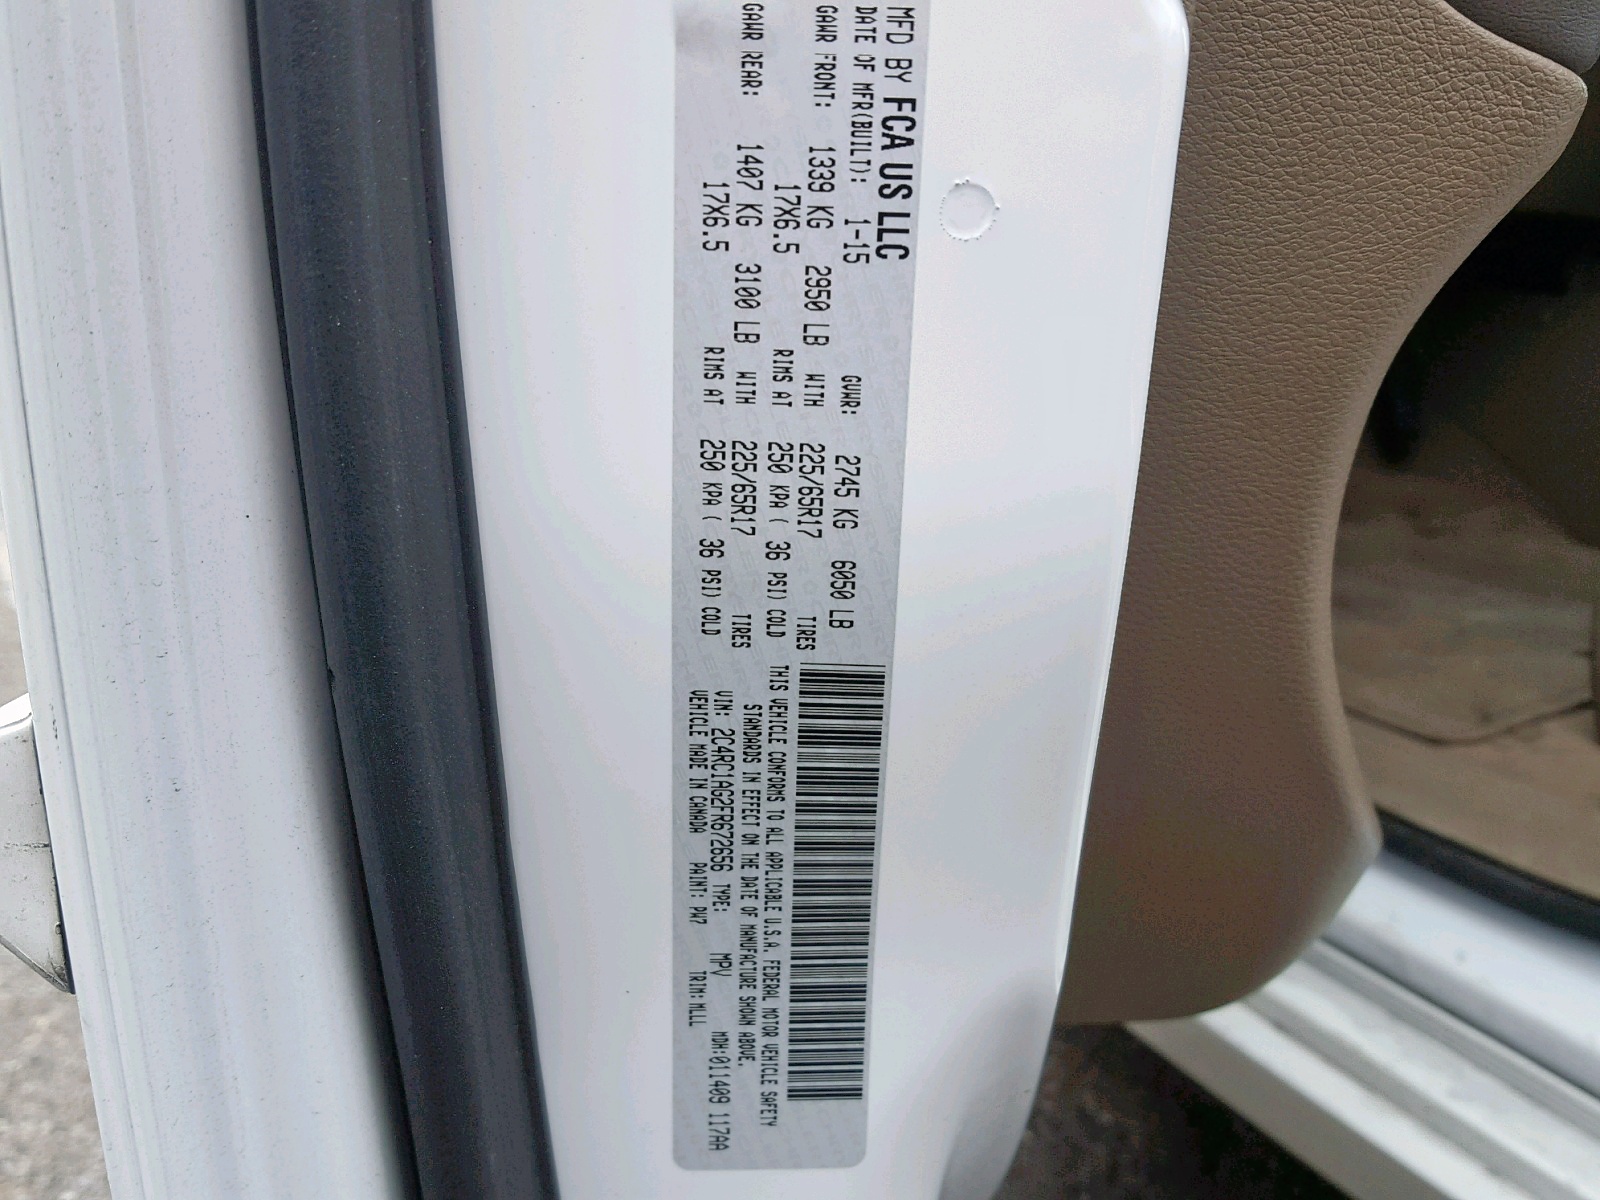 MFD BY FCA US LLC
DATE OF MFR(BUILT): 1-15 GVWR: 2745 KG 6050 LB
GAWR FRONT: 1339 KG 2950 LB WITH 225/65R17 TIRES
17X6.5 RIMS AT 250 KPA ( 36 PSI) COLD
GAWR REAR: 1407 KG 3100 LB WITH 225/65R17 TIRES
17X6.5 RIMS AT 250 KPA ( 36 PSI) COLD
THIS VEHICLE CONFORMS TO ALL APPLICABLE U.S.A. FEDERAL MOTOR VEHICLE SAFETY
STANDARDS IN EFFECT ON THE DATE OF MANUFACTURE SHOWN ABOVE.
VIN: 2C4RC1AG2FR672656 TYPE: MPV MDH:011409 117AA
VEHICLE MADE IN CANADA PAINT: PW7 TRIM:MLLL